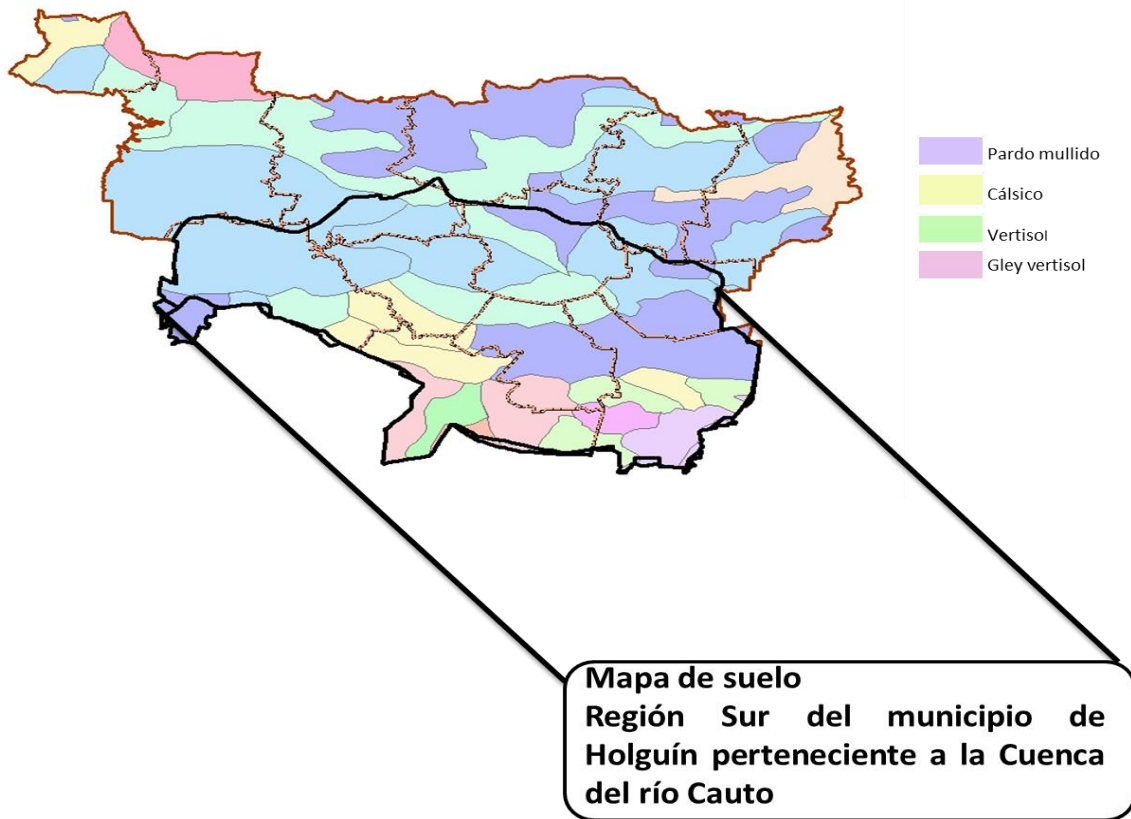 Pardo mullido
Cálsico
Vertisol
Gley vertisol
Mapa de suelo
Región Sur del municipio de
Holguín perteneciente a la Cuenca
del río Cauto